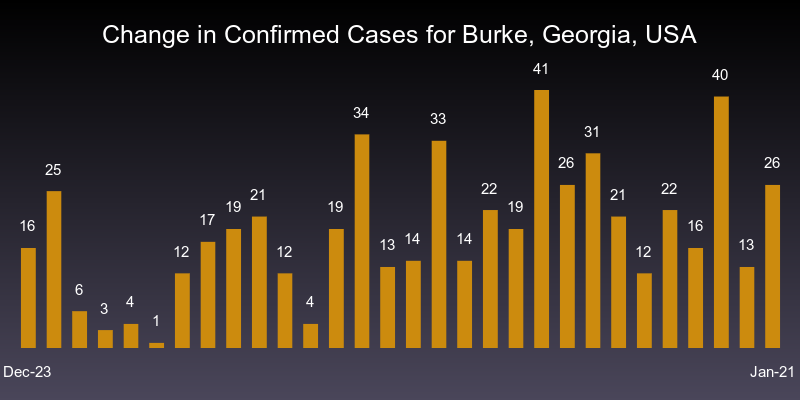 Change in Confirmed Cases for Burke, Georgia, USA
16 25 6 3 4 1 12 17 19 21 12 4 19 34 13 14 33 14 22 19 41 26 31 21 12 22 16 40 13 26
Dec-23 Jan-21